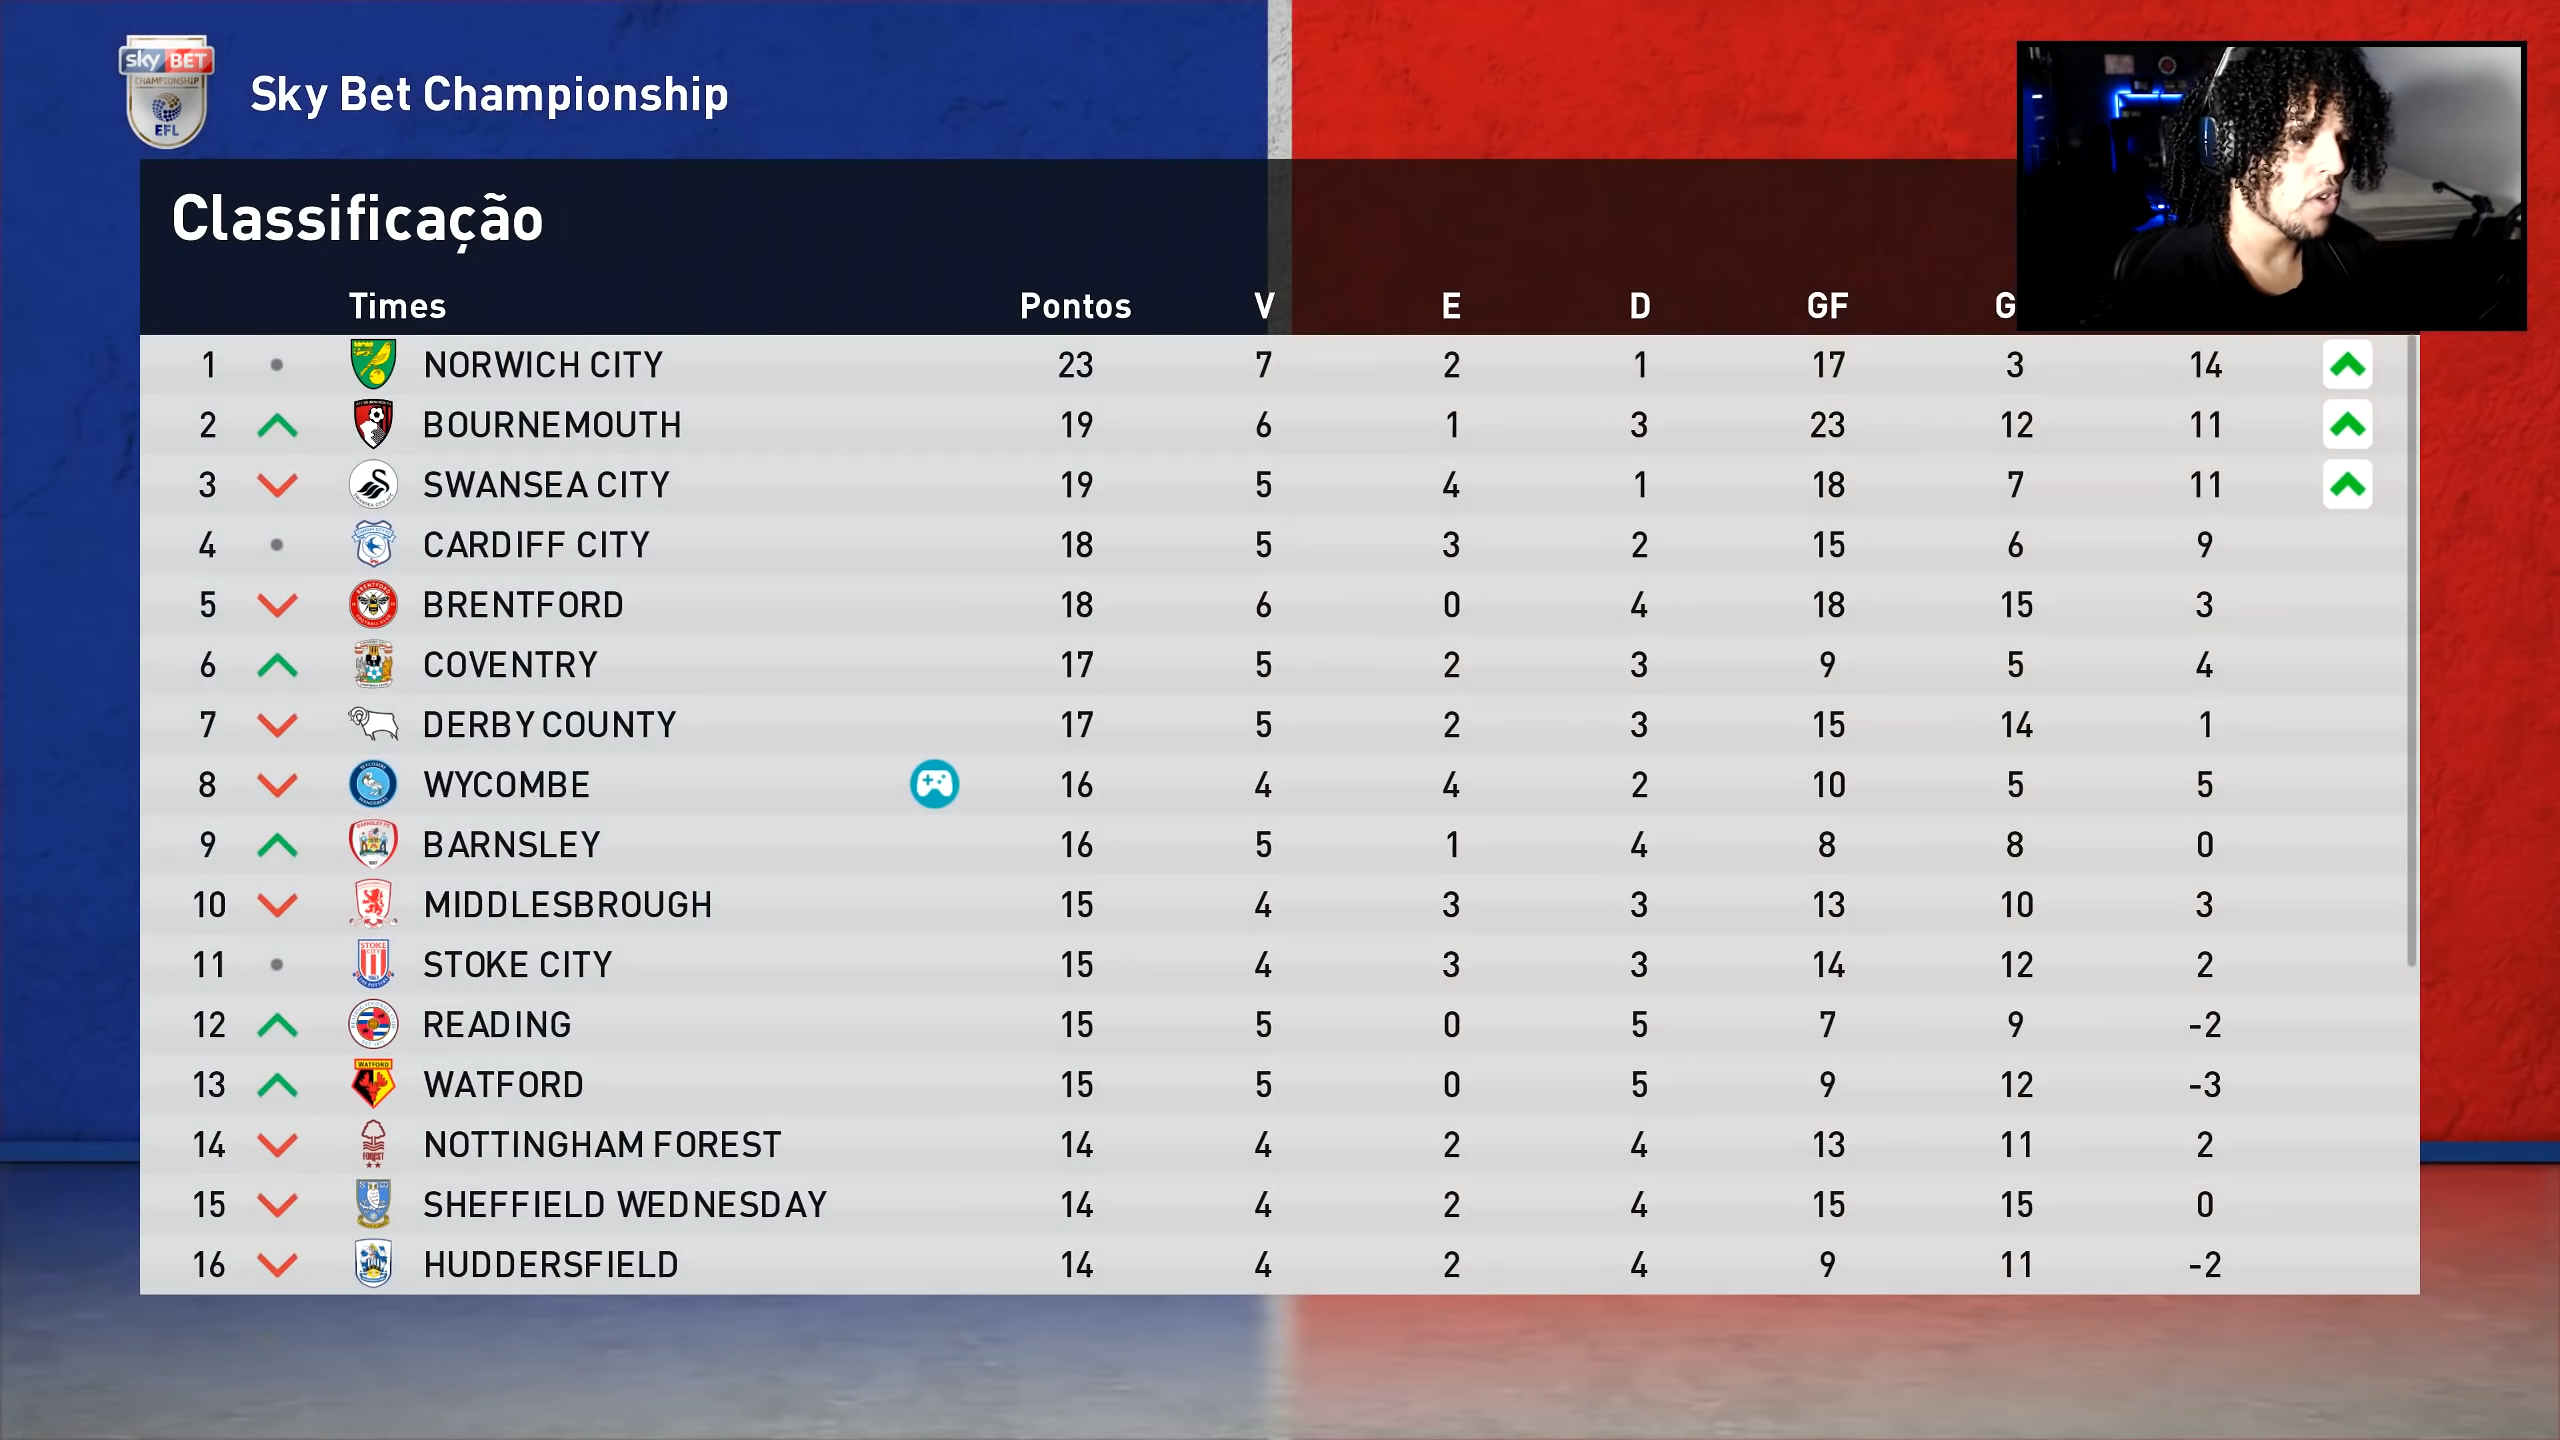 sky BET
CHAMPIONSHIP
EFL
Sky Bet Championship
Classificação
Times Pontos V E D GF
1 NORWICH CITY 23 7 2 1 17 3 14
2 BOURNEMOUTH 19 6 1 3 23 12 11
3 SWANSEA CITY 19 5 4 1 18 7 11
4 CARDIFF CITY 18 5 3 2 15 6 9
5 BRENTFORD 18 6 0 4 18 15 3
6 COVENTRY 17 5 2 3 9 5 4
7 DERBY COUNTY 17 5 2 3 15 14 1
8 WYCOMBE 16 4 4 2 10 5 5
9 BARNSLEY 16 5 1 4 8 8 0
10 MIDDLESBROUGH 15 4 3 3 13 10 3
11 STOKE CITY 15 4 3 3 14 12 2
12 READING 15 5 0 5 7 9 -2
13 WATFORD 15 5 0 5 9 12 -3
14 NOTTINGHAM FOREST 14 4 2 4 13 11 2
15 SHEFFIELD WEDNESDAY 14 4 2 4 15 15 0
16 HUDDERSFIELD 14 4 2 4 9 11 -2